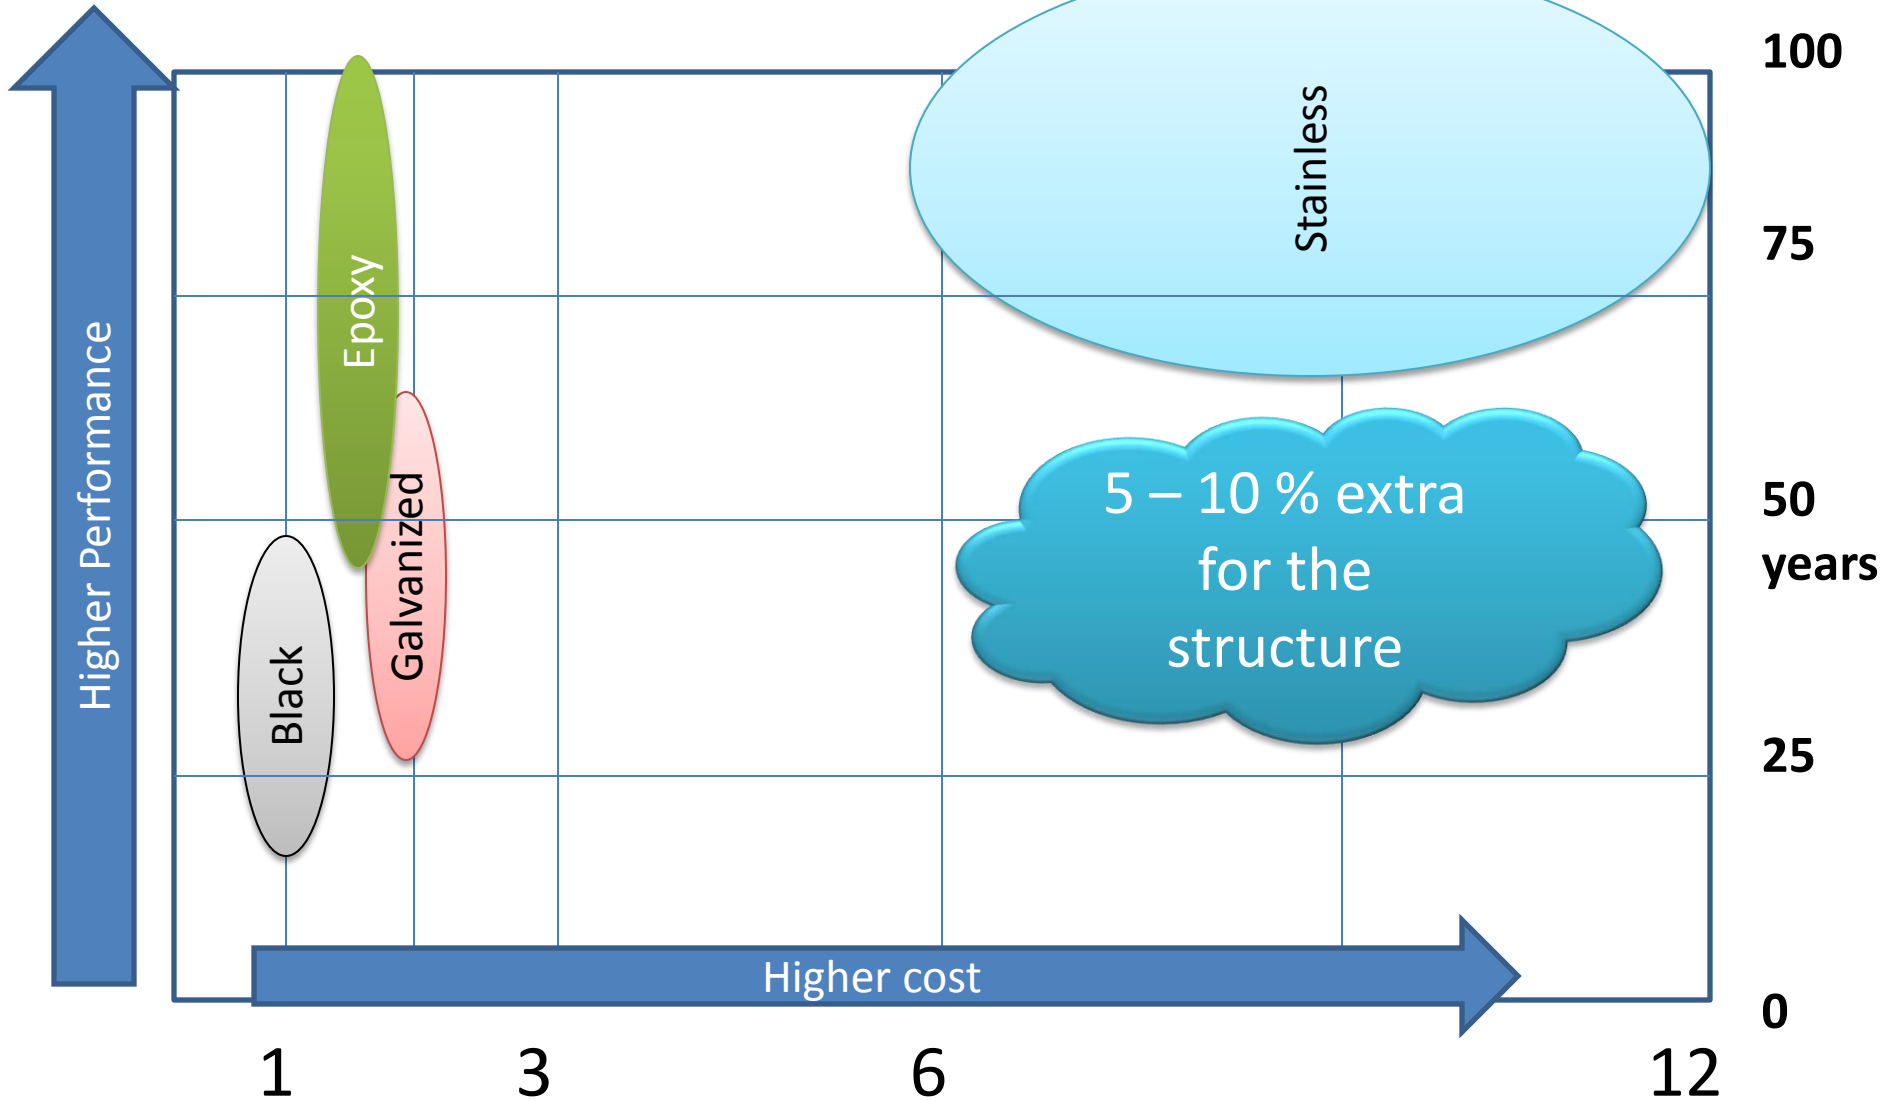 100
Stainless
75
Epoxy
Higher Performance
Galvanized
5 – 10 % extra
for the
structure
50
years
Black
25
Higher cost
0
1
3
6
12